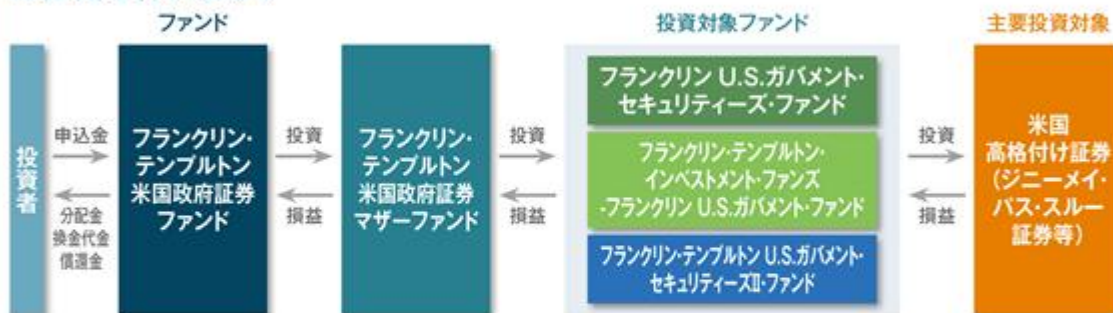 ファンド
投資対象ファンド
主要投資対象
投資者
申込金
分配金
換金代金
償還金
フランクリン・
テンプルトン
米国政府証券
ファンド
投資
損益
フランクリン・
テンプルトン
米国政府証券
マザーファンド
投資
損益
フランクリン U.S.ガバメント・
セキュリティーズ・ファンド
フランクリン・テンプルトン・
インベストメント・ファンズ
-フランクリン U.S.ガバメント・ファンド
フランクリン・テンプルトン U.S.ガバメント・
セキュリティーズII・ファンド
投資
損益
米国
高格付け証券
(ジニーメイ・
パス・スルー
証券等)